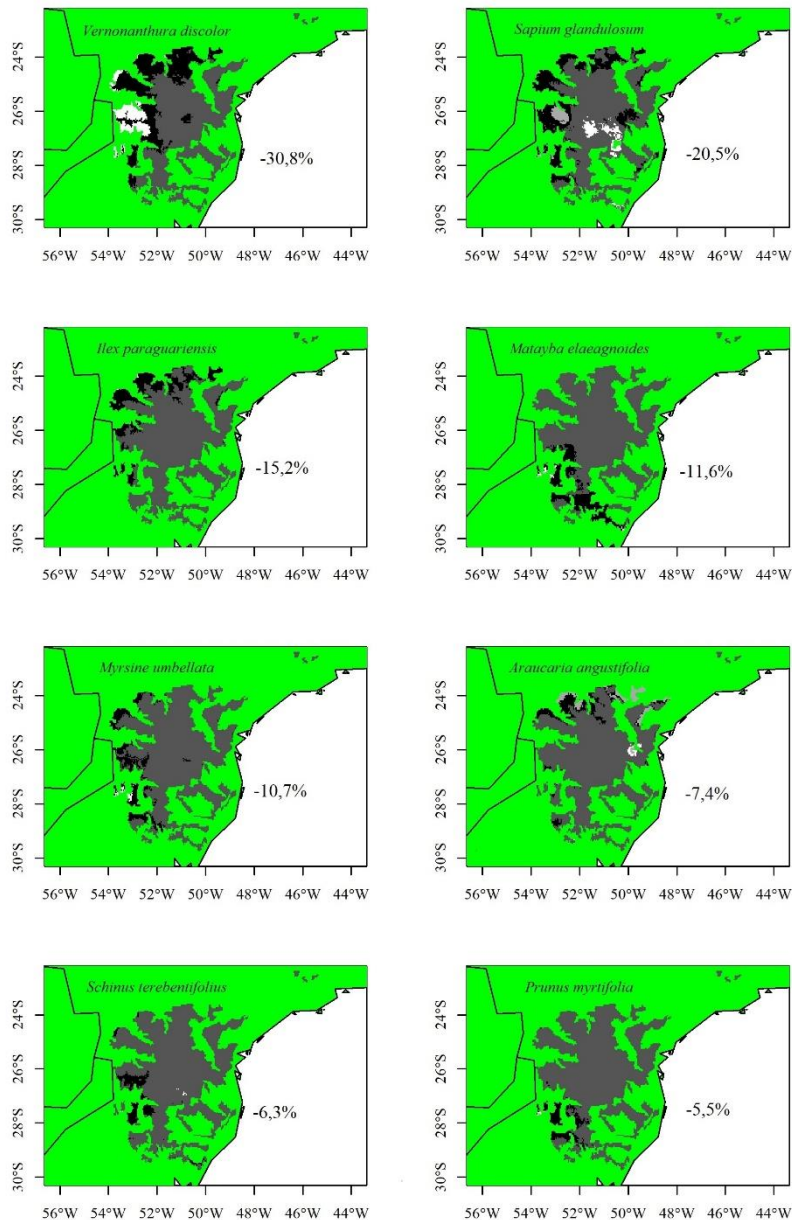 Vernonanthura discolor
24°S
26°S
28°S
30°S
-30,8%
56°W 54°W 52°W 50°W 48°W 46°W 44°W
Sapium glandulosum
24°S
26°S
28°S
30°S
-20,5%
56°W 54°W 52°W 50°W 48°W 46°W 44°W
Ilex paraguariensis
24°S
26°S
28°S
30°S
-15,2%
56°W 54°W 52°W 50°W 48°W 46°W 44°W
Matayba elaeagnoides
24°S
26°S
28°S
30°S
-11,6%
56°W 54°W 52°W 50°W 48°W 46°W 44°W
Myrsine umbellata
24°S
26°S
28°S
30°S
-10,7%
56°W 54°W 52°W 50°W 48°W 46°W 44°W
Araucaria angustifolia
24°S
26°S
28°S
30°S
-7,4%
56°W 54°W 52°W 50°W 48°W 46°W 44°W
Schinus terebentifolius
24°S
26°S
28°S
30°S
-6,3%
56°W 54°W 52°W 50°W 48°W 46°W 44°W
Prunus myrtifolia
24°S
26°S
28°S
30°S
-5,5%
56°W 54°W 52°W 50°W 48°W 46°W 44°W